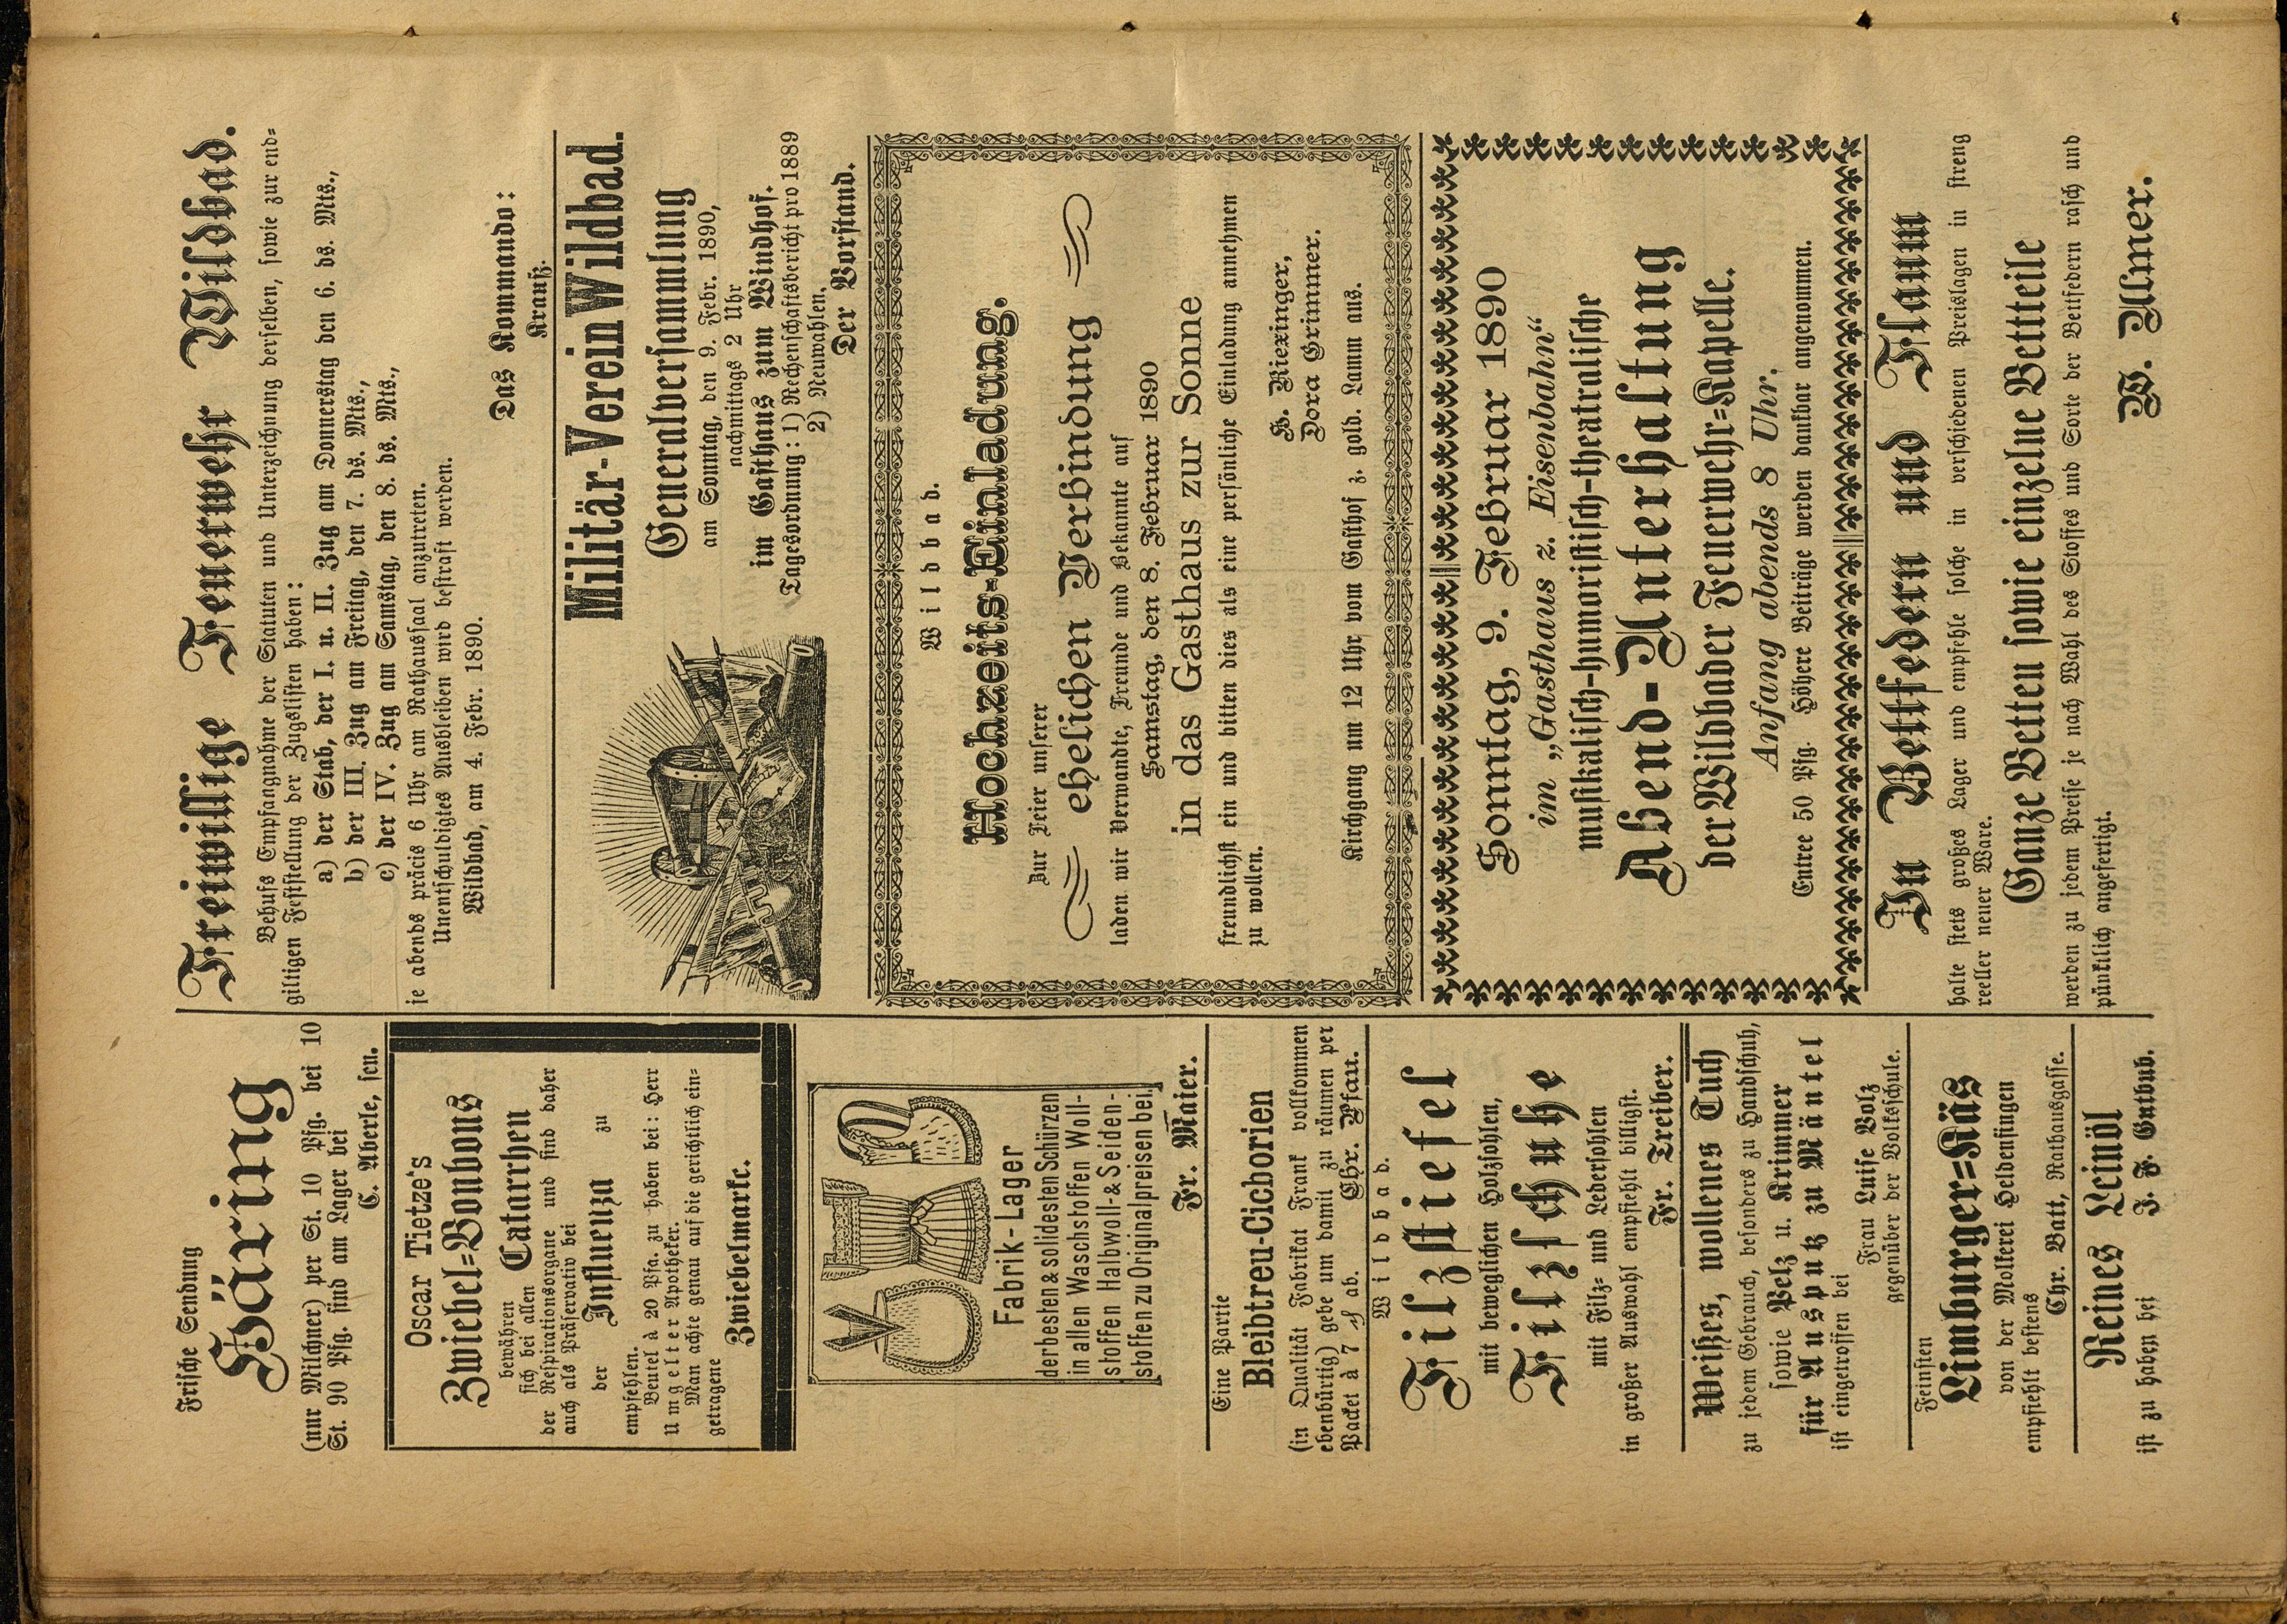 Frische Sendung
Häring
(nur Milchner) per St. 10 Pfg. bei 10
St. 90 Pfg. sind am Lager bei
C. Aberle, sen.
Oscar Tietze's
Zwiebel=Bonbons
bewähren
sich bei allen Catarrhen
der Respirationsorgane und sind daher
auch als Präservativ bei
der Influenza zu
empfehlen.
Beutel à 20 Pfg. zu haben bei: Herr
Umgelter Apotheker.
Man achte genau auf die gerichtlich ein=
getragene
Zwiebelmarke.
Fabrik-Lager
der besten & solidesten Schürzen
in allen Waschstoffen Woll-
stoffen Halbwoll- & Seiden-
stoffen zu Originalpreisen bei.
Fr. Maier.
Eine Partie
Bleibtreu-Cichorien
(in Qualität Fabrikat Frank vollkommen
ebenbürtig) gebe um damit zu räumen per
Packet à 7 ₰ ab. Chr. Pfau.
Wildbad.
Filzstiefel
mit beweglichen Holzsohlen,
Filzschuhe
mit Filz= und Ledersohlen
in großer Auswahl empfiehlt billigst.
Fr. Treiber.
Weißes, wollenes Tuch
zu jedem Gebrauch, besonders zu Handschuh,
sowie Pelz u. Krimmer
für Ausputz zu Mäntel
ist eingetroffen bei
Frau Luise Bolz
gegenüber der Volksschule.
Feinsten
Limburger=Käs
von der Molkerei Heldenfingen
empfiehlt bestens
Chr. Batt, Rathausgasse.
Reines Leinöl
ist zu haben bei J. F. Gutbub.
Freiwillige Feuerwehr Wildbad.
Behufs Empfangnahme der Statuten und Unterzeichnung derselben, sowie zur end=
giltigen Feststellung der Zugslisten haben:
a) der Stab, der I. u. II. Zug am Donnerstag den 6. ds. Mts.,
b) der III. Zug am Freitag, den 7. ds. Mts.,
c) der IV. Zug am Samstag, den 8. ds. Mts.,
je abends präcis 6 Uhr am Rathaussaal anzutreten.
Unentschuldigtes Ausbleiben wird bestraft werden.
Wildbad, am 4. Febr. 1890.
Das Kommando:
Krauß.
Militär-Verein Wildbad.
Generalversammlung
am Sonntag, den 9. Febr. 1890,
nachmittags 2 Uhr
im Gasthaus zum Windhof.
Tagesordnung: 1) Rechenschaftsbericht pro 1889
2) Neuwahlen.
Der Vorstand.
Wildbad.
Hochzeits-Einladung.
Zur Feier unserer
ehelichen Verbindung
laden wir Verwandte, Freunde und Bekannte auf
Samstag, den 8. Februar 1890
in das Gasthaus zur Sonne
freundlichst ein und bitten dies als eine persönliche Einladung annehmen
zu wollen.
K. Riexinger,
Dora Grimmer.
Kirchgang um 12 Uhr vom Gasthof z. gold. Lamm aus.
Sonntag, 9. Februar 1890
im „Gasthaus z. Eisenbahn“
musikalisch-humoristisch-theatralische
Abend-Unterhaltung
der Wildbader Feuerwehr=Kapelle.
Anfang abends 8 Uhr.
Entree 50 Pfg. Höhere Beiträge werden dankbar angenommen.
In Bettfedern und Flaum
halte stets großes Lager und empfehle solche in verschiedenen Preislagen in streng
reeller neuer Ware.
Ganze Betten sowie einzelne Bettteile
werden zu jedem Preise je nach Wahl des Stoffes und Sorte der Bettfedern rasch und
pünktlich angefertigt.
W. Ulmer.